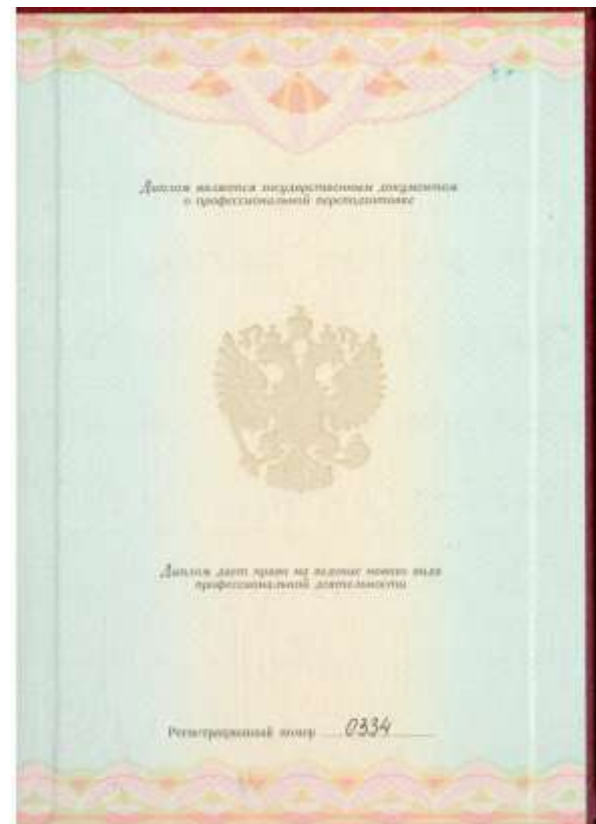 Диплом является государственным документом
о профессиональной переподготовке
Диплом дает право на ведение нового вида
профессиональной деятельности
Регистрационный номер 0334